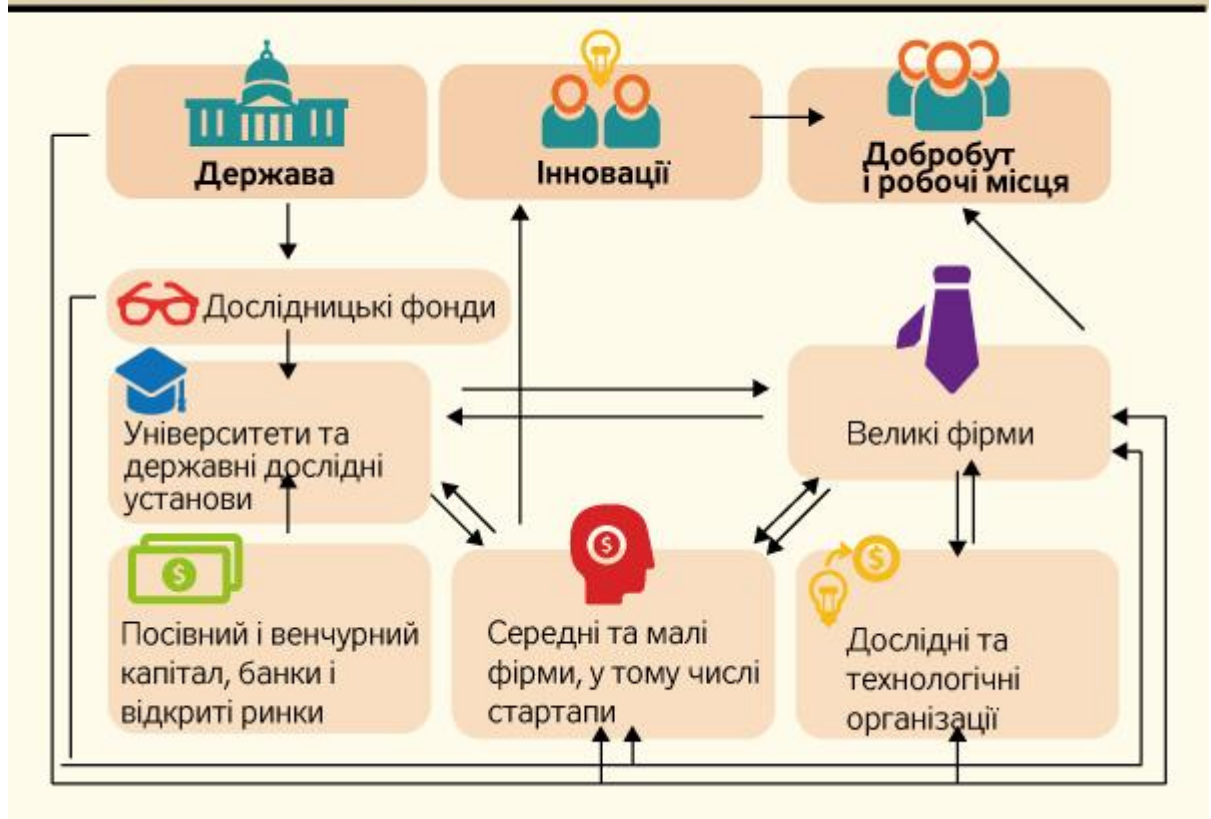 Держава
Інновації
Добробут
і робочі місця
Дослідницькі фонди
Університети та
державні дослідні
установи
Великі фірми
Посівний і венчурний
капітал, банки і
відкриті ринки
Середні та малі
фірми, у тому числі
стартапи
Дослідні та
технологічні
організації